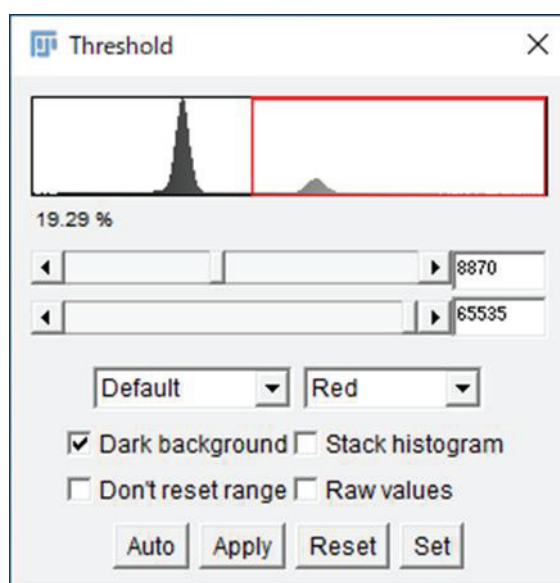 Threshold
19.29 %
8870
65535
Default Red
Dark background Stack histogram
Don't reset range Raw values
Auto Apply Reset Set